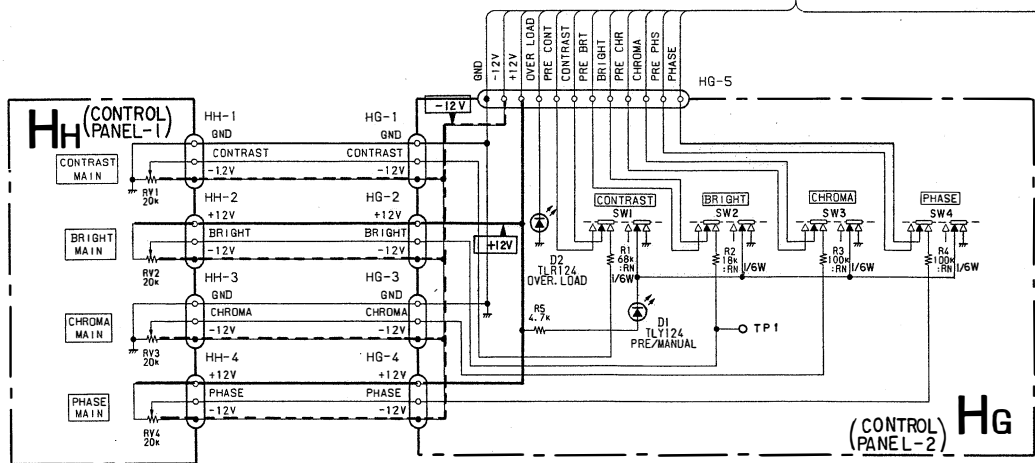 GND
-12V
+12V
OVER LOAD
PRE CONT
CONTRAST
PRE BRT
BRIGHT
PRE CHR
CHROMA
PRE PHS
PHASE
HG-5
HH (CONTROL PANEL-1)
HH-1
GND
CONTRAST
-12V
HG-1
GND
CONTRAST
-12V
-12V
CONTRAST
MAIN
RV1
20k
HH-2
+12V
BRIGHT
-12V
HG-2
+12V
BRIGHT
-12V
+12V
BRIGHT
MAIN
RV2
20k
HH-3
GND
CHROMA
-12V
HG-3
GND
CHROMA
-12V
CHROMA
MAIN
RV3
20k
HH-4
+12V
PHASE
-12V
HG-4
+12V
PHASE
-12V
PHASE
MAIN
RV4
20k
D2
TLR124
OVER.LOAD
CONTRAST
SW1
R1
68k
:RN
1/6W
BRIGHT
SW2
R2
18k
:RN
1/6W
CHROMA
SW3
R3
100k
:RN
1/6W
PHASE
SW4
R4
100k
:RN
1/6W
R5
4.7k
D1
TLY124
PRE/MANUAL
TP1
(CONTROL PANEL-2) HG